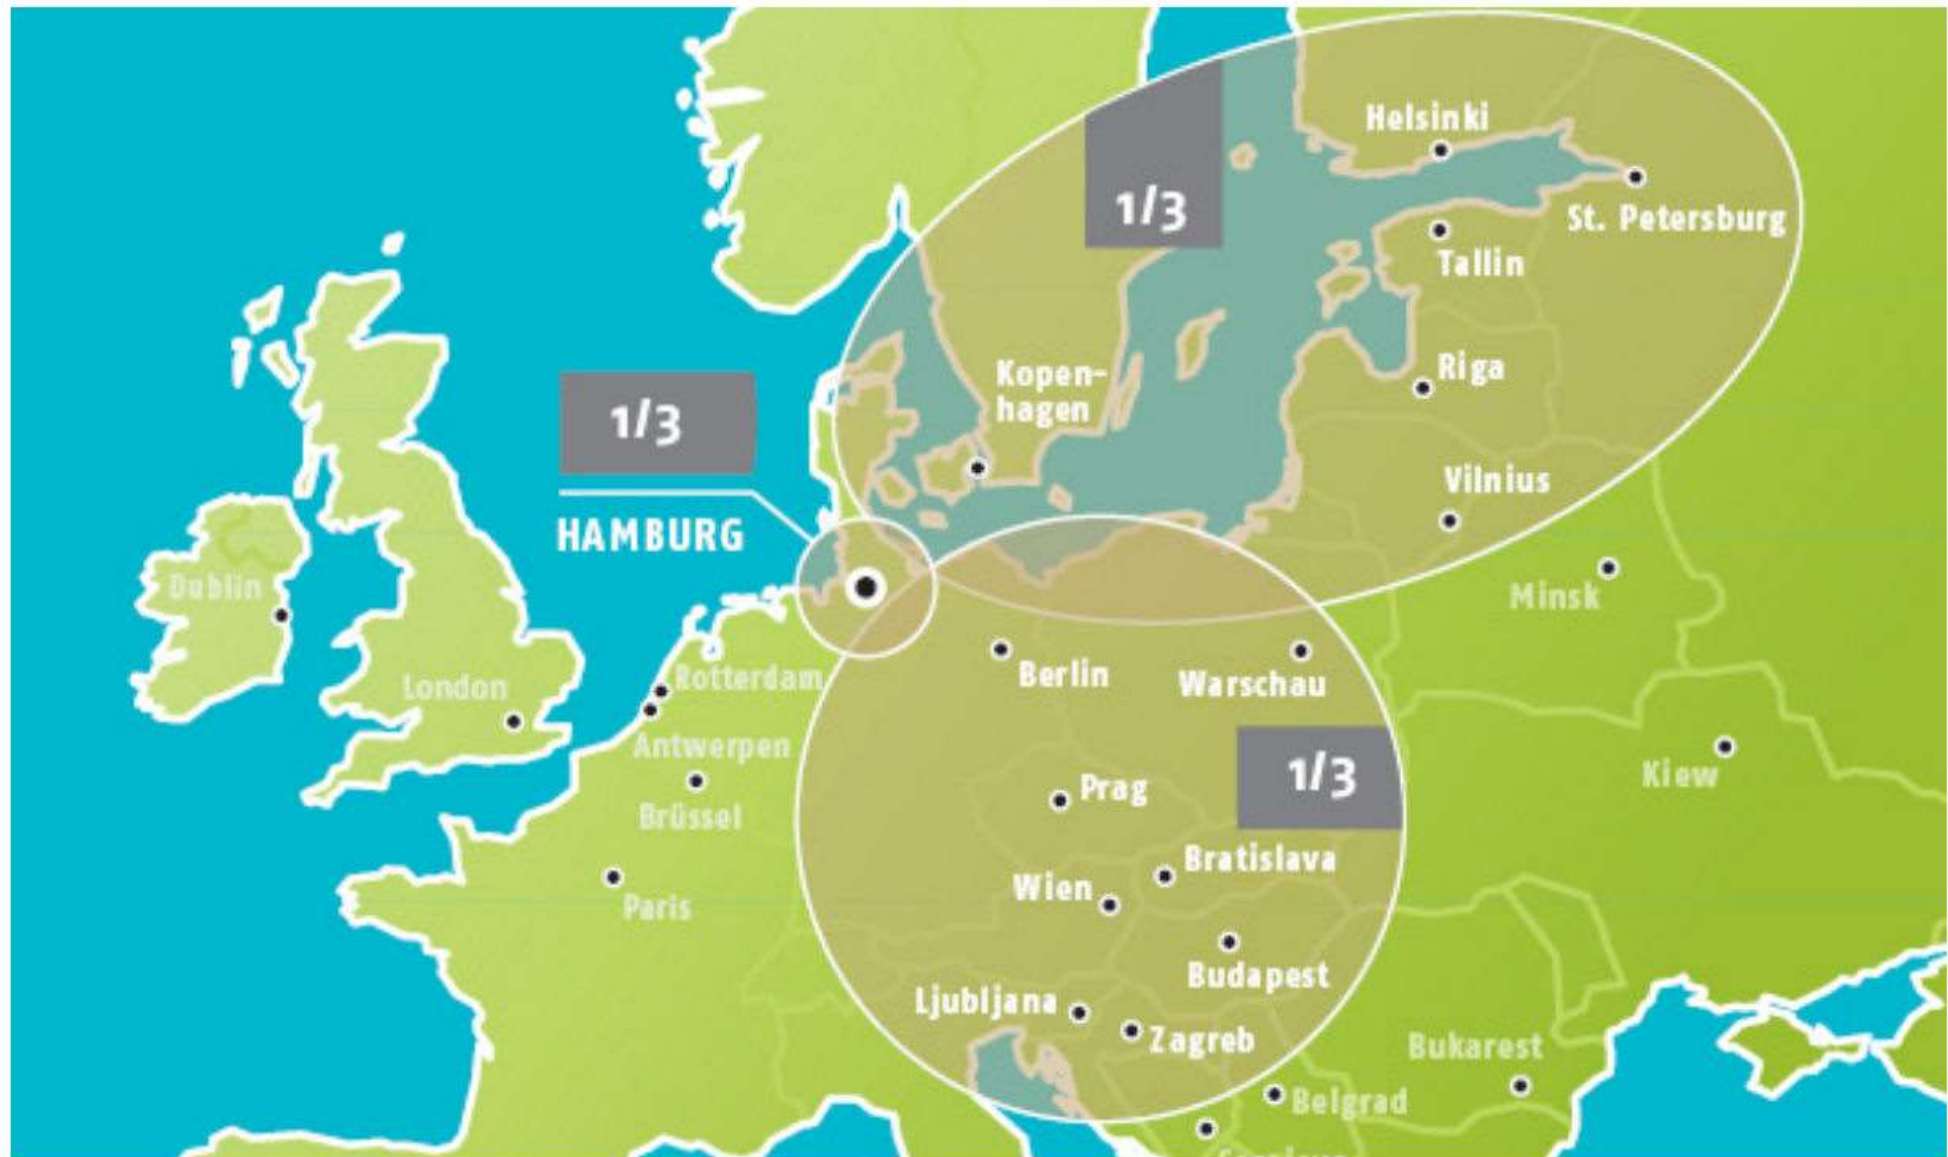 Helsinki
1/3
St. Petersburg
Tallin
Riga
Kopen-
hagen
1/3
Vilnius
HAMBURG
Dublin
Minsk
Berlin
Rotterdam
London
Warschau
Antwerpen
Kiew
1/3
Prag
Brüssel
Bratislava
Wien
Paris
Budapest
Ljubljana
Zagreb
Bukarest
Belgrad